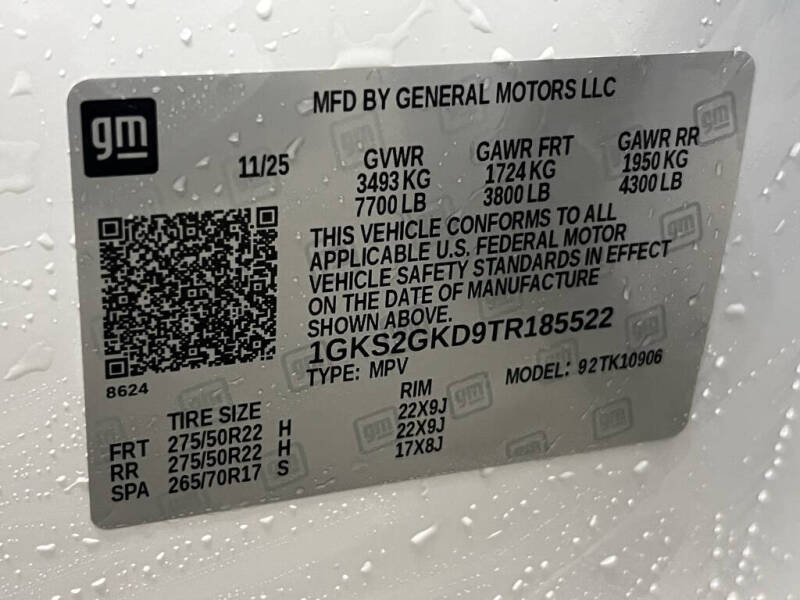 gm
MFD BY GENERAL MOTORS LLC
11/25
GVWR GAWR FRT GAWR RR
3493 KG 1724 KG 1950 KG
7700 LB 3800 LB 4300 LB
THIS VEHICLE CONFORMS TO ALL
APPLICABLE U.S. FEDERAL MOTOR
VEHICLE SAFETY STANDARDS IN EFFECT
ON THE DATE OF MANUFACTURE
SHOWN ABOVE.
1GKS2GKD9TR185522
TYPE: MPV MODEL: 92TK10906
8624
TIRE SIZE RIM
FRT 275/50R22 H 22X9J
RR 275/50R22 H 22X9J
SPA 265/70R17 S 17X8J